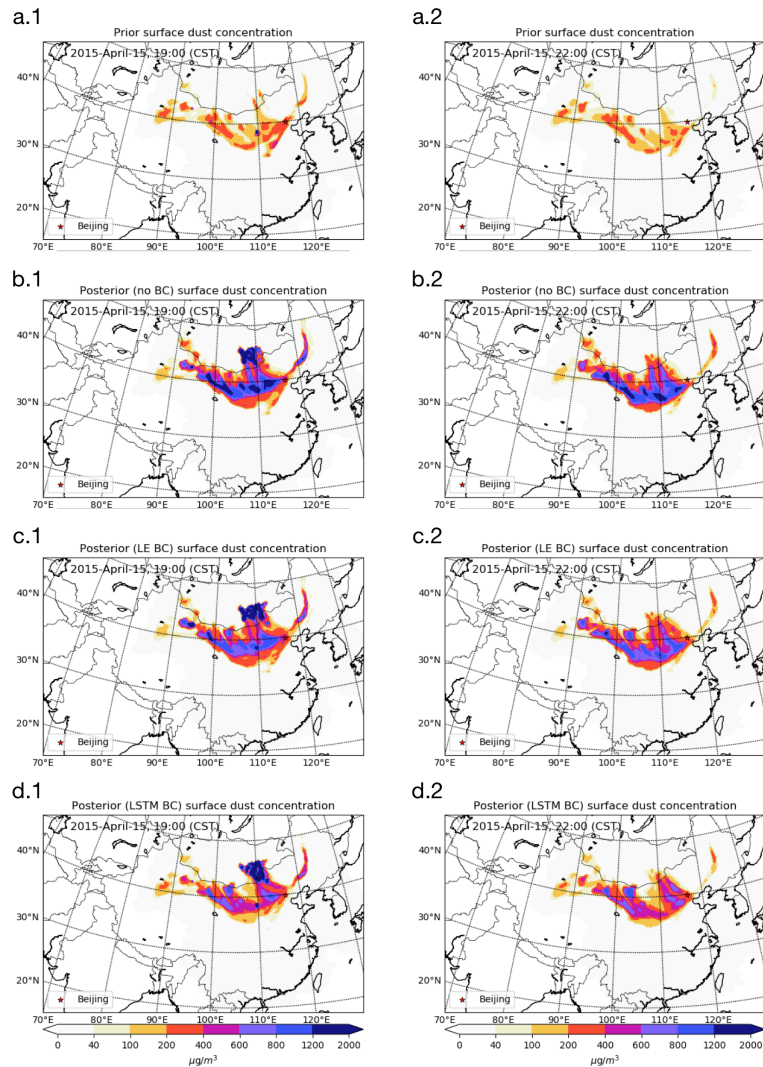 a.1
a.2
Prior surface dust concentration
Prior surface dust concentration
2015-April-15, 19:00 (CST)
2015-April-15, 22:00 (CST)
40°N
40°N
30°N
30°N
20°N
20°N
Beijing
Beijing
70°E 80°E 90°E 100°E 110°E 120°E
70°E 80°E 90°E 100°E 110°E 120°E
b.1
b.2
Posterior (no BC) surface dust concentration
Posterior (no BC) surface dust concentration
2015-April-15, 19:00 (CST)
2015-April-15, 22:00 (CST)
40°N
40°N
30°N
30°N
20°N
20°N
Beijing
Beijing
70°E 80°E 90°E 100°E 110°E 120°E
70°E 80°E 90°E 100°E 110°E 120°E
c.1
c.2
Posterior (LE BC) surface dust concentration
Posterior (LE BC) surface dust concentration
2015-April-15, 19:00 (CST)
2015-April-15, 22:00 (CST)
40°N
40°N
30°N
30°N
20°N
20°N
Beijing
Beijing
70°E 80°E 90°E 100°E 110°E 120°E
70°E 80°E 90°E 100°E 110°E 120°E
d.1
d.2
Posterior (LSTM BC) surface dust concentration
Posterior (LSTM BC) surface dust concentration
2015-April-15, 19:00 (CST)
2015-April-15, 22:00 (CST)
40°N
40°N
30°N
30°N
20°N
20°N
Beijing
Beijing
70°E 80°E 90°E 100°E 110°E 120°E
70°E 80°E 90°E 100°E 110°E 120°E
0 40 100 200 400 600 800 1200 2000
0 40 100 200 400 600 800 1200 2000
μg/m³
μg/m³